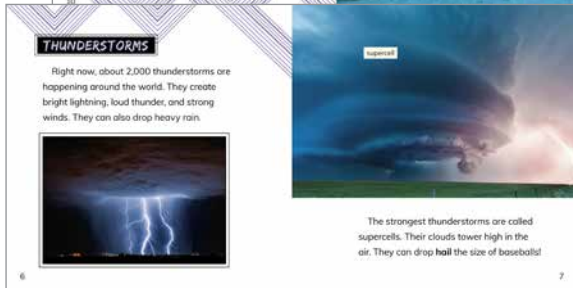 THUNDERSTORMS
Right now, about 2,000 thunderstorms are
happening around the world. They create
bright lightning, loud thunder, and strong
winds. They can also drop heavy rain.
6
supercell
The strongest thunderstorms are called
supercells. Their clouds tower high in the
air. They can drop hail the size of baseballs!
7